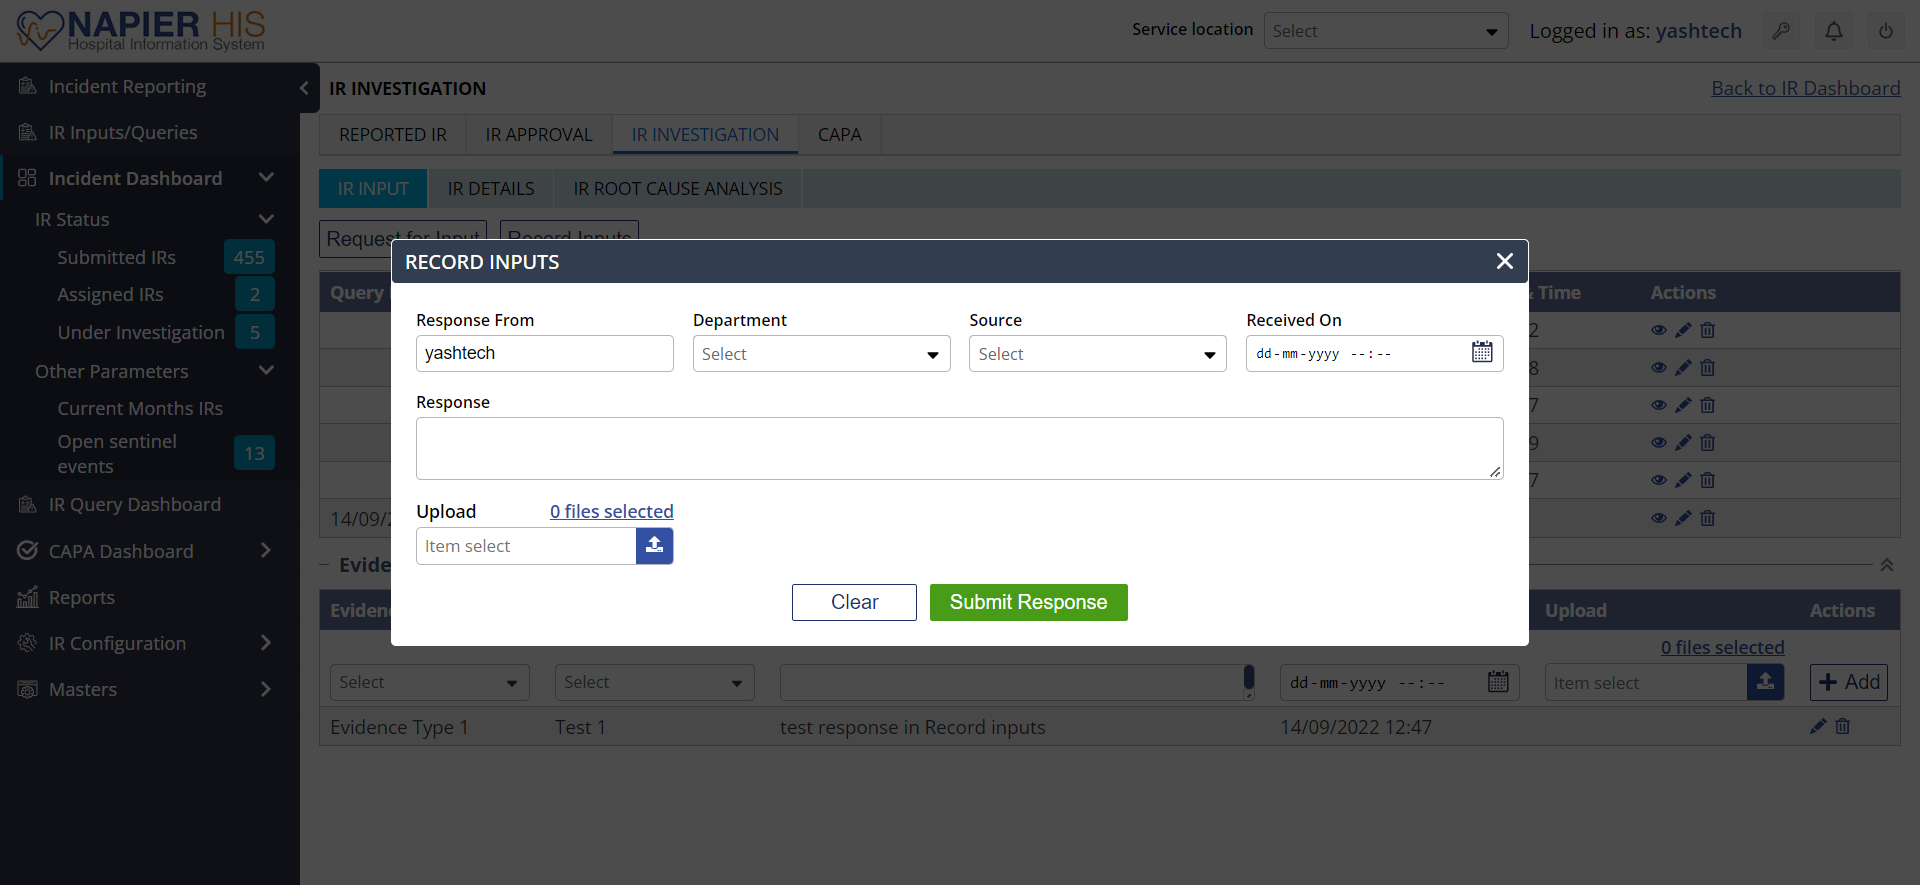 NAPIER HIS
Hospital Information System
Service location
Select
Logged in as: yashtech
Incident Reporting
IR Inputs/Queries
Incident Dashboard
IR Status
Submitted IRs 455
Assigned IRs 2
Under Investigation 5
Other Parameters
Current Months IRs
Open sentinel
events
13
IR Query Dashboard
CAPA Dashboard
Reports
IR Configuration
Masters
IR INVESTIGATION
Back to IR Dashboard
REPORTED IR IR APPROVAL IR INVESTIGATION CAPA
IR INPUT IR DETAILS IR ROOT CAUSE ANALYSIS
Request for Input Record Inputs
Query Time Actions
2
8
7
9
7
14/09/
RECORD INPUTS
Response From Department Source Received On
yashtech Select Select dd-mm-yyyy --:--
Response
Upload 0 files selected
Item select
Clear Submit Response
Evide
Eviden Upload Actions
0 files selected
Select Select dd-mm-yyyy --:-- Item select + Add
Evidence Type 1 Test 1 test response in Record inputs 14/09/2022 12:47